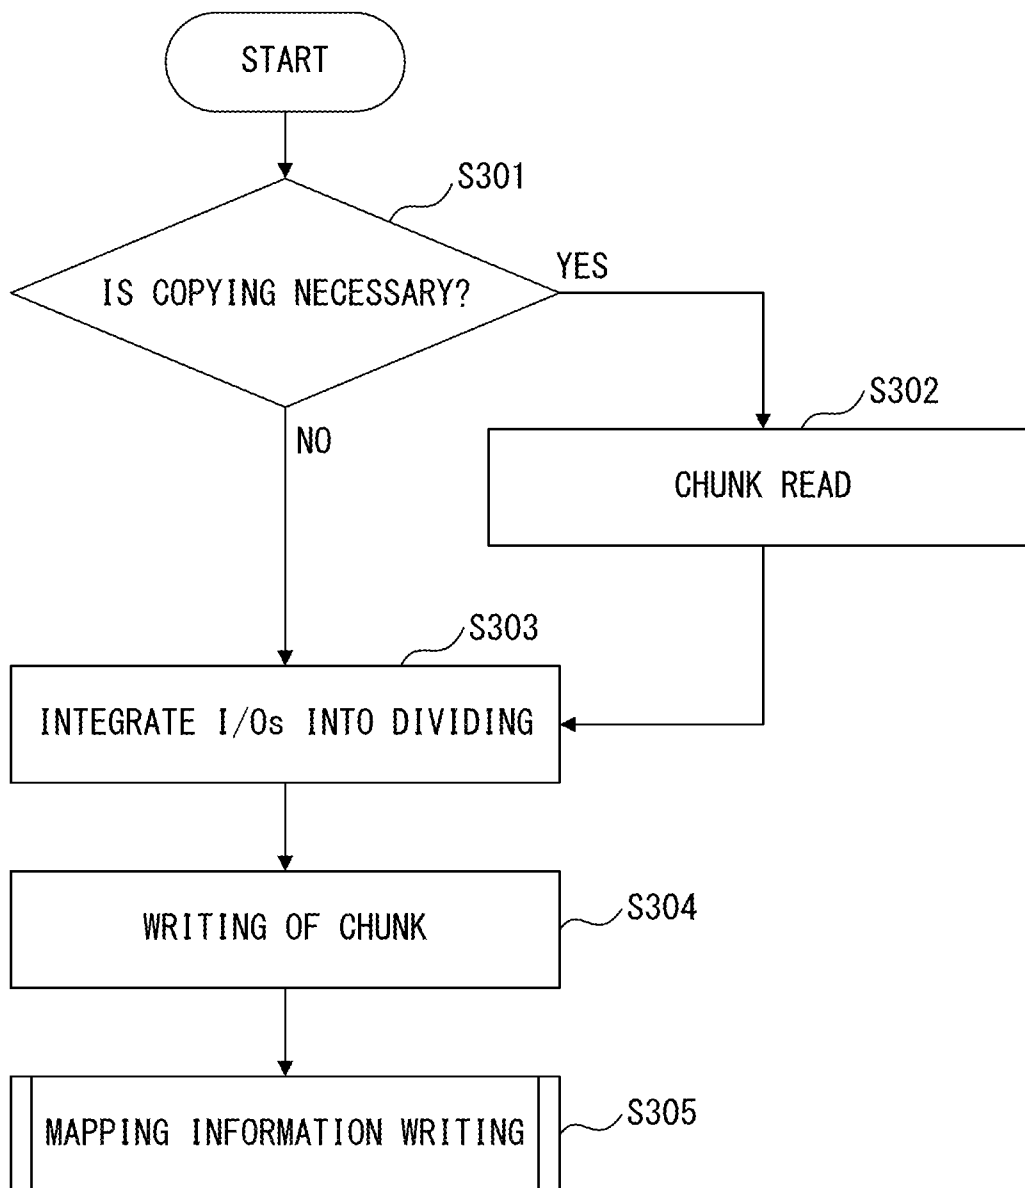 START
S301
IS COPYING NECESSARY?
YES
NO
S302
CHUNK READ
S303
INTEGRATE I/Os INTO DIVIDING
WRITING OF CHUNK
S304
MAPPING INFORMATION WRITING
S305